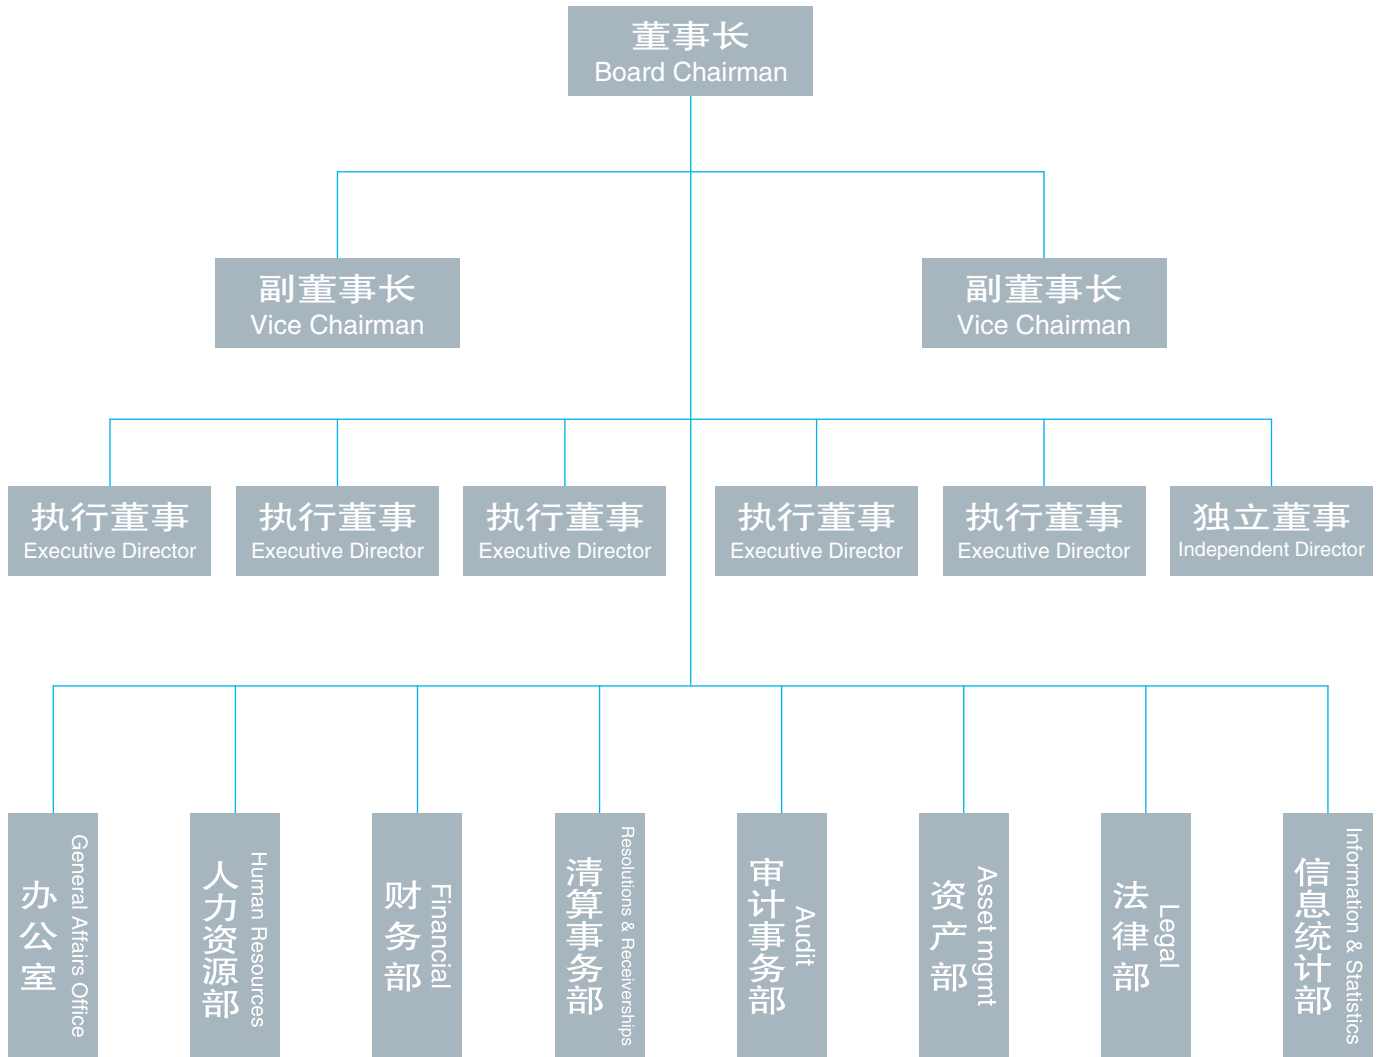 董事长
Board Chairman
副董事长
Vice Chairman
副董事长
Vice Chairman
执行董事
Executive Director
执行董事
Executive Director
执行董事
Executive Director
执行董事
Executive Director
执行董事
Executive Director
独立董事
Independent Director
办公室
General Affairs Office
人力资源部
Human Resources
财务部
Financial
清算事务部
Resolutions & Receiverships
审计事务部
Audit
资产部
Asset mgmt
法律部
Legal
信息统计部
Information & Statistics